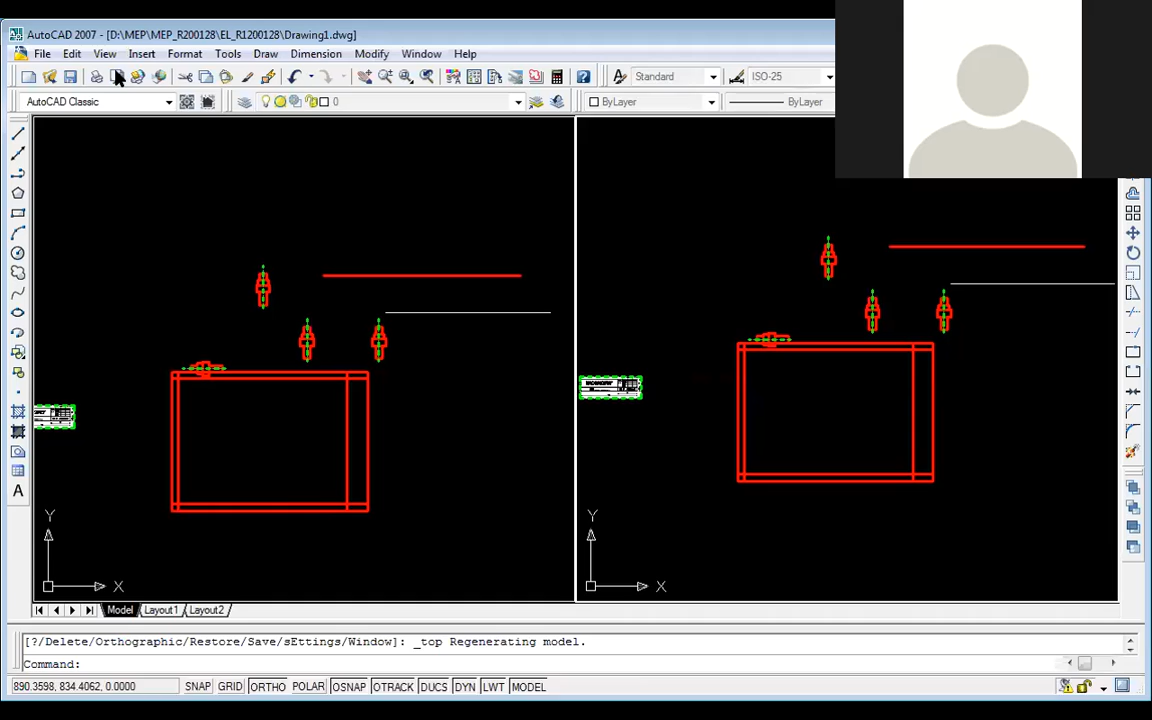 AutoCAD 2007 - [D:\MEP\MEP_R200128\EL_R1200128\Drawing1.dwg]
File Edit View Insert Format Tools Draw Dimension Modify Window Help
Standard ISO-25
AutoCAD Classic 0 ByLayer ByLayer
A
Y
X
Y
X
Model Layout1 Layout2
[?/Delete/Orthographic/Restore/Save/sEttings/Window]: _top Regenerating model.
Command:
890.3598, 834.4062, 0.0000 SNAP GRID ORTHO POLAR OSNAP OTRACK DUCS DYN LWT MODEL